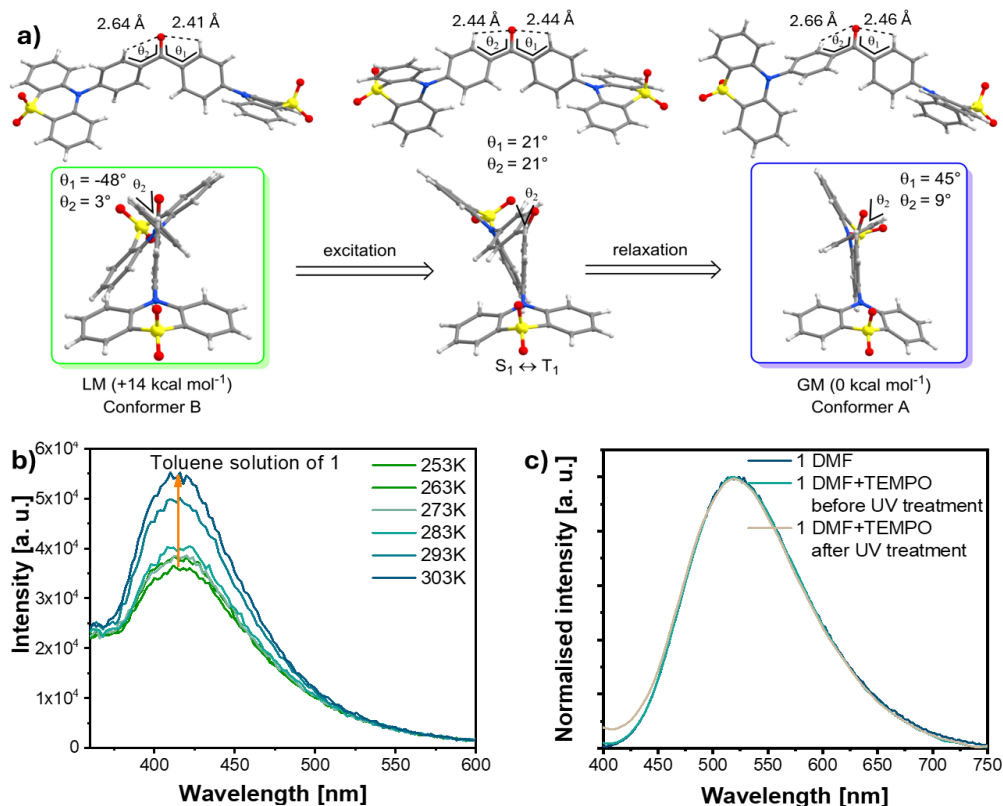 a)
2.64 Å 2.41 Å
θ2 θ1
2.44 Å 2.44 Å
θ2 θ1
2.66 Å 2.46 Å
θ2 θ1
θ1 = -48°
θ2 = 3°
θ2
LM (+14 kcal mol-1)
Conformer B
excitation
θ1 = 21°
θ2 = 21°
θ2
S1 ↔ T1
relaxation
θ1 = 45°
θ2 = 9°
θ2
GM (0 kcal mol-1)
Conformer A
b)
Toluene solution of 1
253K
263K
273K
283K
293K
303K
Intensity [a. u.]
6x10⁴
5x10⁴
4x10⁴
3x10⁴
2x10⁴
1x10⁴
0
400 450 500 550 600
Wavelength [nm]
c)
1 DMF
1 DMF+TEMPO
before UV treatment
1 DMF+TEMPO
after UV treatment
Normalised intensity [a. u.]
400 450 500 550 600 650 700 750
Wavelength [nm]